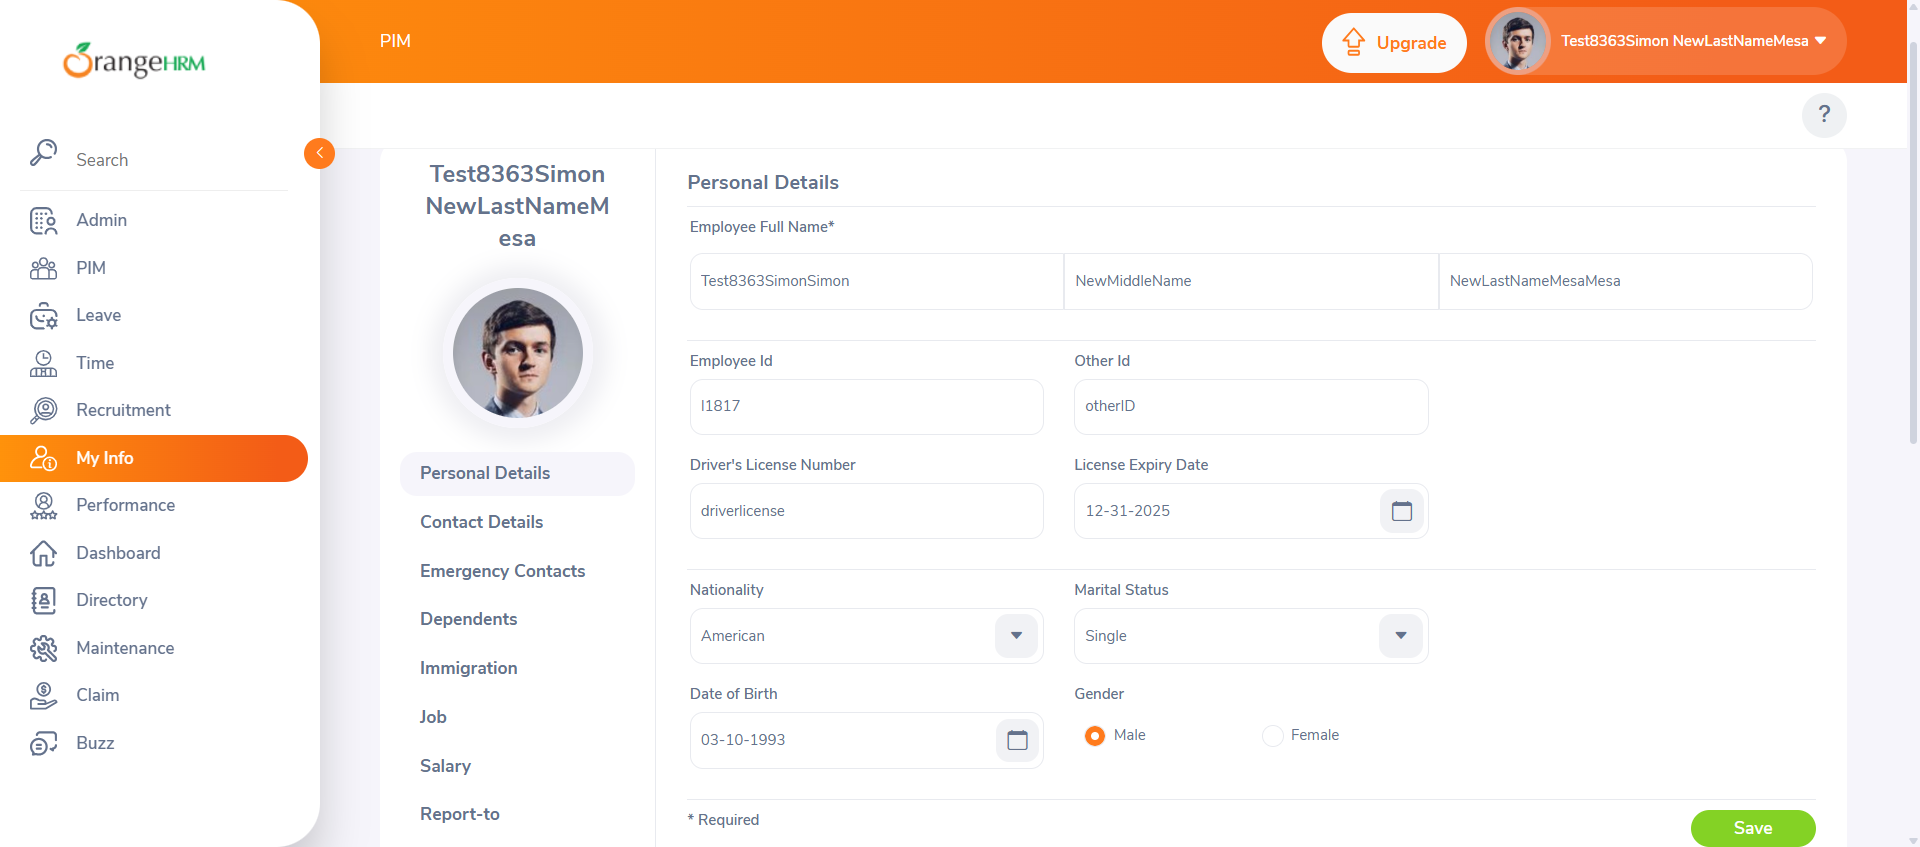 OrangeHRM
Search
Admin
PIM
Leave
Time
Recruitment
My Info
Performance
Dashboard
Directory
Maintenance
Claim
Buzz
PIM
Upgrade
Test8363Simon NewLastNameMesa
?
Test8363Simon
NewLastNameM
esa
Personal Details
Contact Details
Emergency Contacts
Dependents
Immigration
Job
Salary
Report-to
Personal Details
Employee Full Name*
Test8363SimonSimon NewMiddleName NewLastNameMesaMesa
Employee Id Other Id
I1817 otherID
Driver's License Number License Expiry Date
driverlicense 12-31-2025
Nationality Marital Status
American Single
Date of Birth Gender
03-10-1993 Male Female
* Required
Save